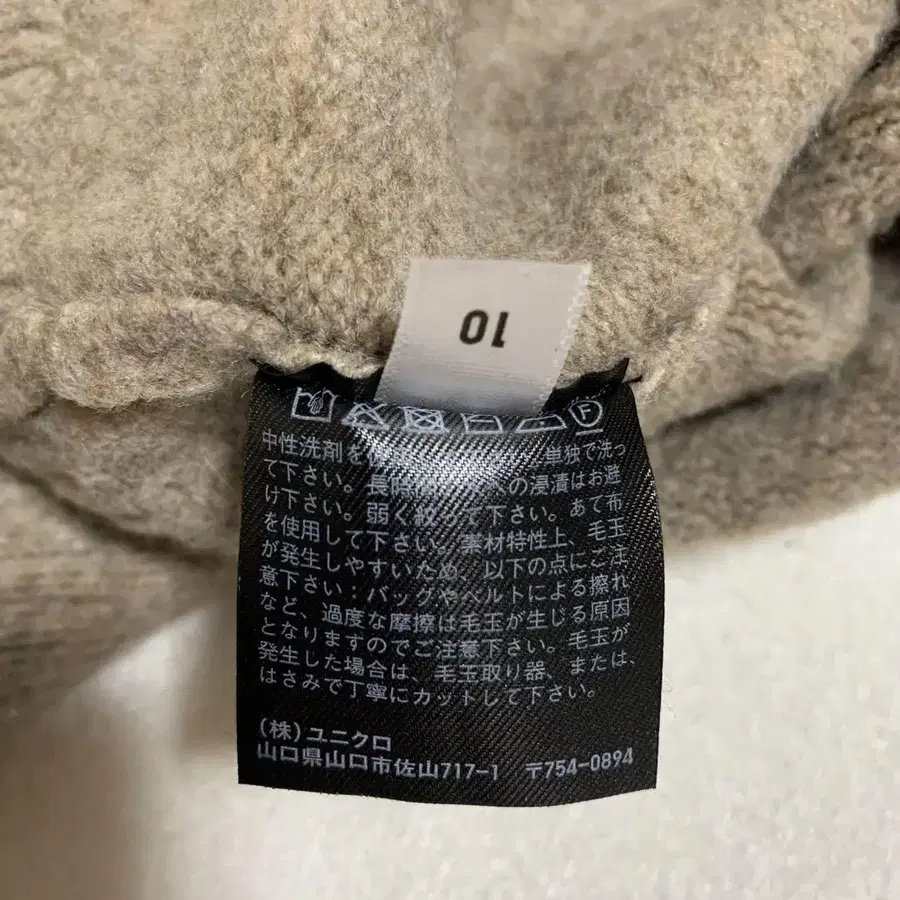 10
F
中性洗剤を使 単独で洗っ
て下さい。長時 の浸漬はお避
け下さい。弱く絞って下さい。あて布
を使用して下さい。素材特性上、毛玉
が発生しやすいため、以下の点にご注
意下さい：バッグやベルトによる擦れ
など、過度な摩擦は毛玉が生じる原因
となりますのでご注意下さい。毛玉が
発生した場合は、毛玉取り器、または、
はさみで丁寧にカットして下さい。
(株)ユニクロ
山口県山口市佐山717-1 〒754-0894